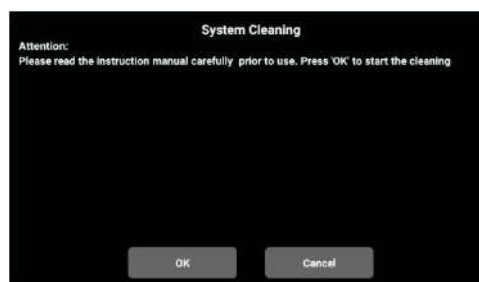 System Cleaning
Attention:
Please read the instruction manual carefully prior to use. Press 'OK' to start the cleaning
OK
Cancel